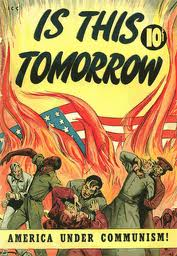 IS THIS
TOMORROW
10¢
AMERICA UNDER COMMUNISM!